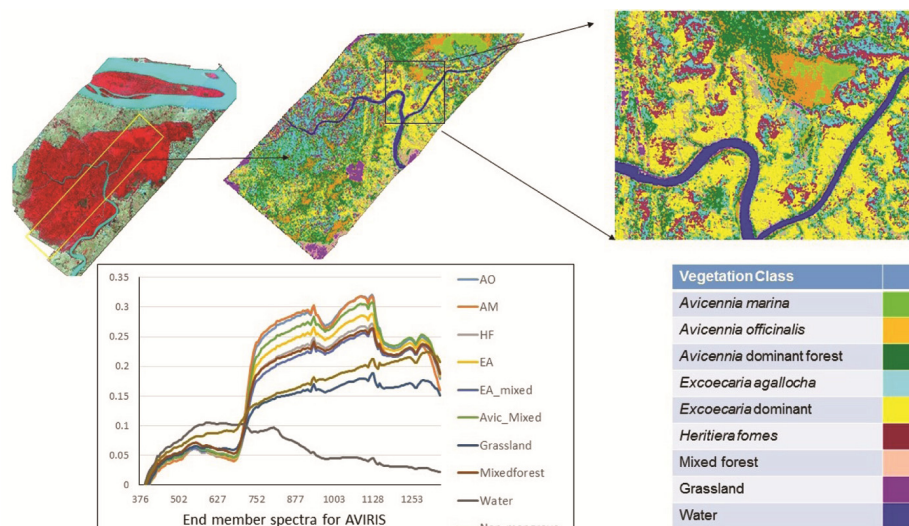 0.35
0.3
0.25
0.2
0.15
0.1
0.05
0
376 502 627 752 877 1003 1128 1253
End member spectra for AVIRIS
AO
AM
HF
EA
EA_mixed
Avic_Mixed
Grassland
Mixedforest
Water
Vegetation Class
Avicennia marina
Avicennia officinalis
Avicennia dominant forest
Excoecaria agallocha
Excoecaria dominant
Heritiera fomes
Mixed forest
Grassland
Water